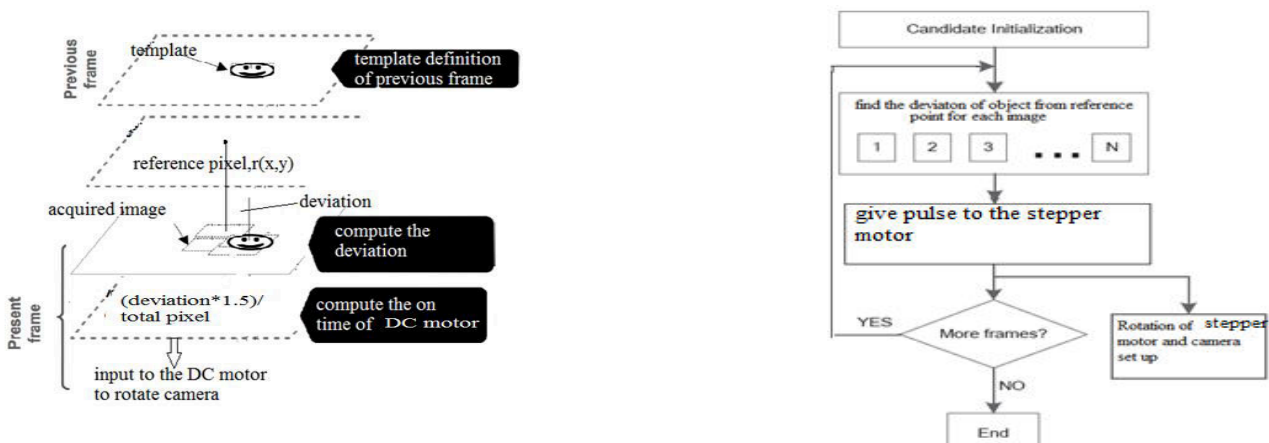 Previous
frame
template
template definition
of previous frame
reference pixel,r(x,y)
acquired image
deviation
compute the
deviation
Present
frame
(deviation*1.5)/
total pixel
compute the on
time of DC motor
input to the DC motor
to rotate camera
Candidate Initialization
find the deviaton of object from reference
point for each image
1 2 3 ... N
give pulse to the stepper
motor
YES
More frames?
Rotation of stepper
motor and camera
set up
NO
End